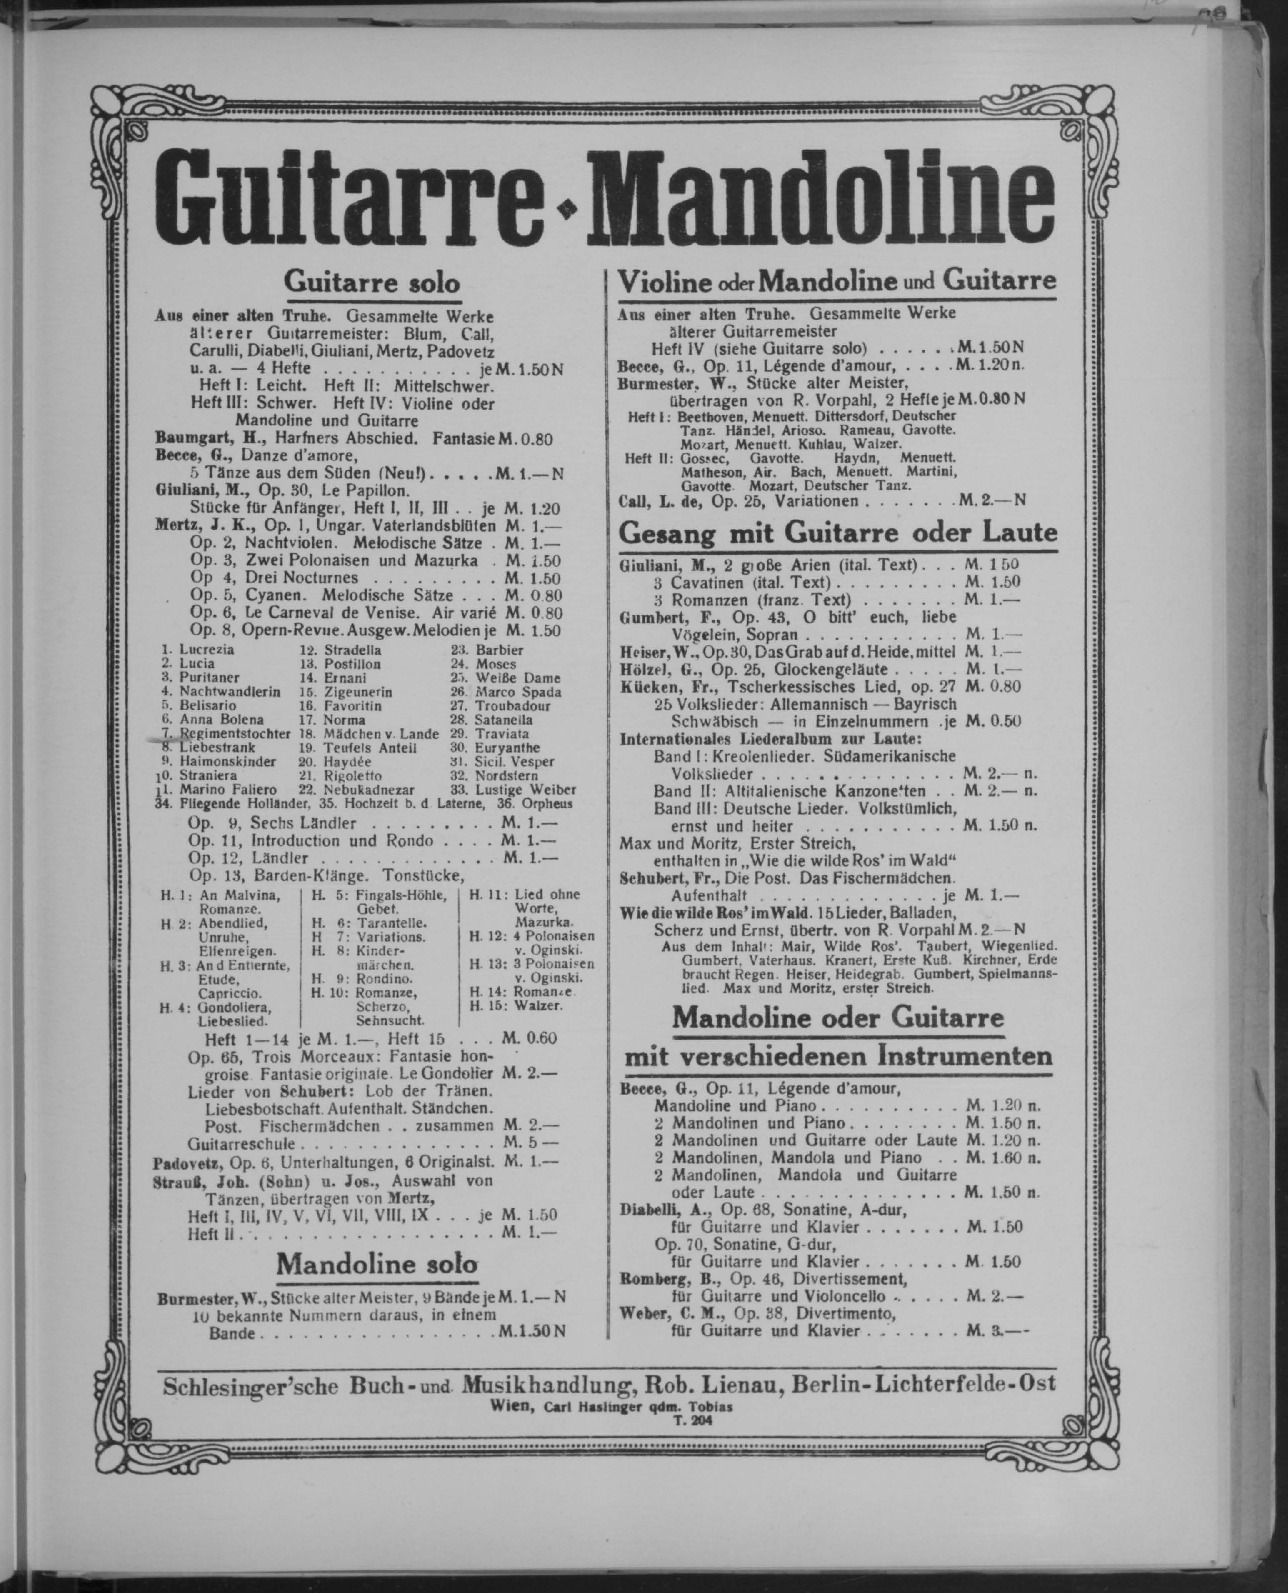 Guitarre · Mandoline
Guitarre solo
Aus einer alten Truhe. Gesammelte Werke
älterer Guitarremeister: Blum, Call,
Carulli, Diabelli, Giuliani, Mertz, Padovetz
u. a. — 4 Hefte . . . . . . . . . . . je M. 1.50 N
Heft I: Leicht. Heft II: Mittelschwer.
Heft III: Schwer. Heft IV: Violine oder
Mandoline und Guitarre
Baumgart, H., Harfners Abschied. Fantasie M. 0.80
Becce, G., Danze d'amore,
5 Tänze aus dem Süden (Neu!) . . . . . M. 1.— N
Giuliani, M., Op. 30, Le Papillon.
Stücke für Anfänger, Heft I, II, III . . je M. 1.20
Mertz, J. K., Op. 1, Ungar. Vaterlandsblüten M. 1.—
Op. 2, Nachtviolen. Melodische Sätze . M. 1.—
Op. 3, Zwei Polonaisen und Mazurka . M. 1.50
Op 4, Drei Nocturnes . . . . . . . . . M. 1.50
Op. 5, Cyanen. Melodische Sätze . . . M. 0.80
Op. 6, Le Carneval de Venise. Air varié M. 0.80
Op. 8, Opern-Revue. Ausgew. Melodien je M. 1.50
1. Lucrezia 12. Stradella 23. Barbier
2. Lucia 13. Postillon 24. Moses
3. Puritaner 14. Ernani 25. Weiße Dame
4. Nachtwandlerin 15. Zigeunerin 26. Marco Spada
5. Belisario 16. Favoritin 27. Troubadour
6. Anna Bolena 17. Norma 28. Satanella
7. Regimentstochter 18. Mädchen v. Lande 29. Traviata
8. Liebestrank 19. Teufels Anteil 30. Euryanthe
9. Haimonskinder 20. Haydée 31. Sicil. Vesper
10. Straniera 21. Rigoletto 32. Nordstern
11. Marino Faliero 22. Nebukadnezar 33. Lustige Weiber
34. Fliegende Holländer, 35. Hochzeit b. d. Laterne, 36. Orpheus
Op. 9, Sechs Ländler . . . . . . . . . M. 1.—
Op. 11, Introduction und Rondo . . . . M. 1.—
Op. 12, Ländler . . . . . . . . . . . . . M. 1.—
Op. 13, Barden-Klänge. Tonstücke,
H. 1: An Malvina,
Romanze.
H. 2: Abendlied,
Unruhe,
Elfenreigen.
H. 3: An d Entfernte,
Etude,
Capriccio.
H. 4: Gondoliera,
Liebeslied.
H. 5: Fingals-Höhle,
Gebet.
H. 6: Tarantelle.
H 7: Variations.
H. 8: Kinder-
märchen.
H. 9: Rondino.
H. 10: Romanze,
Scherzo,
Sehnsucht.
H. 11: Lied ohne
Worte,
Mazurka.
H. 12: 4 Polonaisen
v. Oginski.
H. 13: 3 Polonaisen
v. Oginski.
H. 14: Romanze.
H. 15: Walzer.
Heft 1—14 je M. 1.—, Heft 15 . . . M. 0.60
Op. 65, Trois Morceaux: Fantasie hon-
groise. Fantasie originale. Le Gondolier M. 2.—
Lieder von Schubert: Lob der Tränen.
Liebesbotschaft. Aufenthalt. Ständchen.
Post. Fischermädchen . . zusammen M. 2.—
Guitarreschule . . . . . . . . . . . . . . M. 5 —
Padovetz, Op. 6, Unterhaltungen, 6 Originalst. M. 1.—
Strauß, Joh. (Sohn) u. Jos., Auswahl von
Tänzen, übertragen von Mertz,
Heft I, III, IV, V, VI, VII, VIII, IX . . . je M. 1.50
Heft II . . . . . . . . . . . . . . . . . . M. 1.—
Mandoline solo
Burmester, W., Stücke alter Meister, 9 Bände je M. 1.— N
10 bekannte Nummern daraus, in einem
Bande . . . . . . . . . . . . . . . . . M. 1.50 N
Violine oder Mandoline und Guitarre
Aus einer alten Truhe. Gesammelte Werke
älterer Guitarremeister
Heft IV (siehe Guitarre solo) . . . . . . M. 1.50 N
Becce, G., Op. 11, Légende d'amour, . . . . M. 1.20 n.
Burmester, W., Stücke alter Meister,
übertragen von R. Vorpahl, 2 Hefte je M. 0.80 N
Heft I: Beethoven, Menuett. Dittersdorf, Deutscher
Tanz. Händel, Arioso. Rameau, Gavotte.
Mozart, Menuett. Kuhlau, Walzer.
Heft II: Gossec, Gavotte. Haydn, Menuett.
Matheson, Air. Bach, Menuett. Martini,
Gavotte. Mozart, Deutscher Tanz.
Call, L. de, Op. 25, Variationen . . . . . . . M. 2.— N
Gesang mit Guitarre oder Laute
Giuliani, M., 2 große Arien (ital. Text) . . . M. 1 50
3 Cavatinen (ital. Text) . . . . . . . . . M. 1.50
3 Romanzen (franz. Text) . . . . . . . M. 1.—
Gumbert, F., Op. 43, O bitt' euch, liebe
Vögelein, Sopran . . . . . . . . . . . M. 1.—
Heiser, W., Op. 30, Das Grab auf d. Heide, mittel M. 1.—
Hölzel, G., Op. 25, Glockengeläute . . . . . M. 1.—
Kücken, Fr., Tscherkessisches Lied, op. 27 M. 0.80
25 Volkslieder: Allemannisch — Bayrisch
Schwäbisch — in Einzelnummern . je M. 0.50
Internationales Liederalbum zur Laute:
Band I: Kreolenlieder. Südamerikanische
Volkslieder . . . . . . . . . . . . . . M. 2.— n.
Band II: Altitalienische Kanzonetten . . M. 2.— n.
Band III: Deutsche Lieder. Volkstümlich,
ernst und heiter . . . . . . . . . . . M. 1.50 n.
Max und Moritz, Erster Streich,
enthalten in „Wie die wilde Ros' im Wald“
Schubert, Fr., Die Post. Das Fischermädchen.
Aufenthalt . . . . . . . . . . . . . je M. 1.—
Wie die wilde Ros' im Wald. 15 Lieder, Balladen,
Scherz und Ernst, übertr. von R. Vorpahl M. 2.— N
Aus dem Inhalt: Mair, Wilde Ros'. Taubert, Wiegenlied.
Gumbert, Vaterhaus. Kranert, Erste Kuß. Kirchner, Erde
braucht Regen. Heiser, Heidegrab. Gumbert, Spielmanns-
lied. Max und Moritz, erster Streich.
Mandoline oder Guitarre
mit verschiedenen Instrumenten
Becce, G., Op. 11, Légende d'amour,
Mandoline und Piano . . . . . . . . . . M. 1.20 n.
2 Mandolinen und Piano . . . . . . . . M. 1.50 n.
2 Mandolinen und Guitarre oder Laute M. 1.20 n.
2 Mandolinen, Mandola und Piano . . M. 1.60 n.
2 Mandolinen, Mandola und Guitarre
oder Laute . . . . . . . . . . . . . . M. 1.50 n.
Diabelli, A., Op. 68, Sonatine, A-dur,
für Guitarre und Klavier . . . . . . . M. 1.50
Op. 70, Sonatine, G-dur,
für Guitarre und Klavier . . . . . . . M. 1.50
Romberg, B., Op. 46, Divertissement,
für Guitarre und Violoncello . . . . . M. 2.—
Weber, C. M., Op. 38, Divertimento,
für Guitarre und Klavier . . . . . . . M. 3.—
Schlesinger'sche Buch- und Musikhandlung, Rob. Lienau, Berlin-Lichterfelde-Ost
Wien, Carl Haslinger qdm. Tobias
T. 204